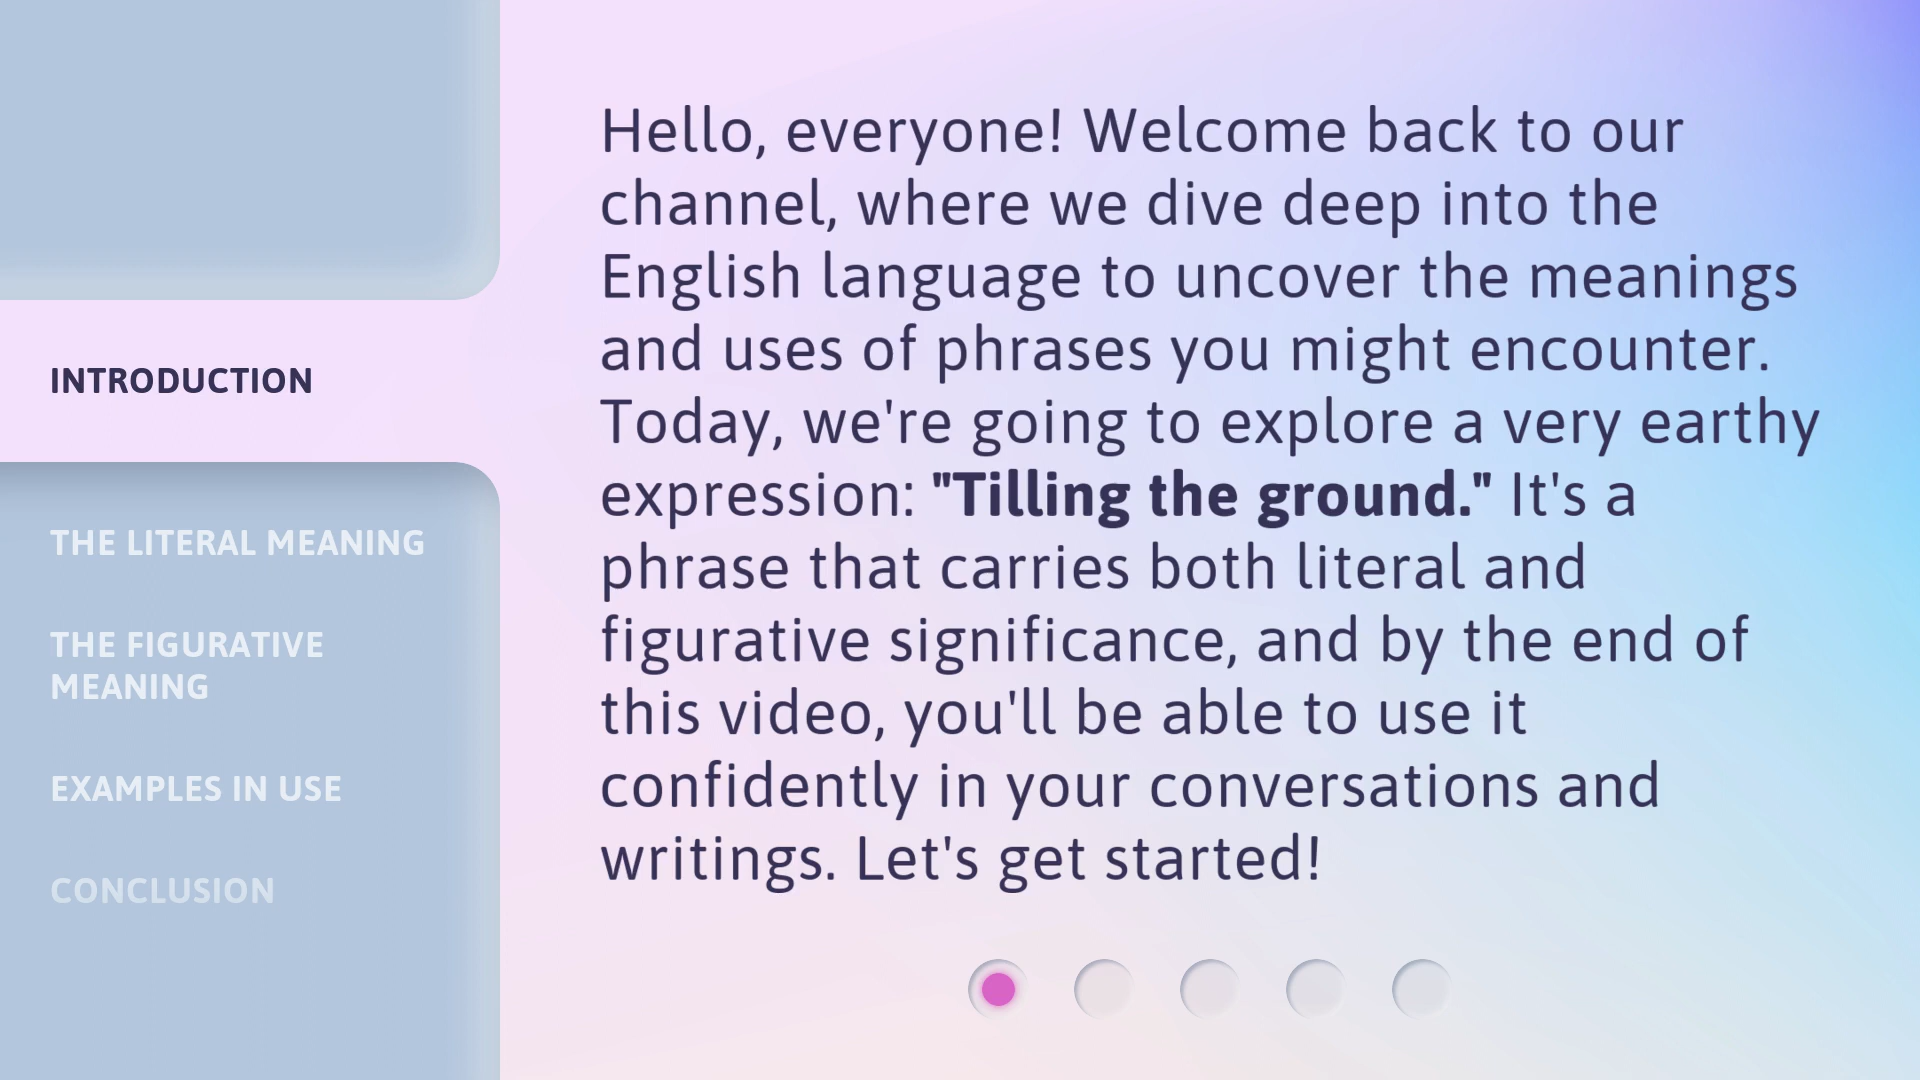 INTRODUCTION
THE LITERAL MEANING
THE FIGURATIVE
MEANING
EXAMPLES IN USE
CONCLUSION
Hello, everyone! Welcome back to our
channel, where we dive deep into the
English language to uncover the meanings
and uses of phrases you might encounter.
Today, we're going to explore a very earthy
expression: "Tilling the ground." It's a
phrase that carries both literal and
figurative significance, and by the end of
this video, you'll be able to use it
confidently in your conversations and
writings. Let's get started!